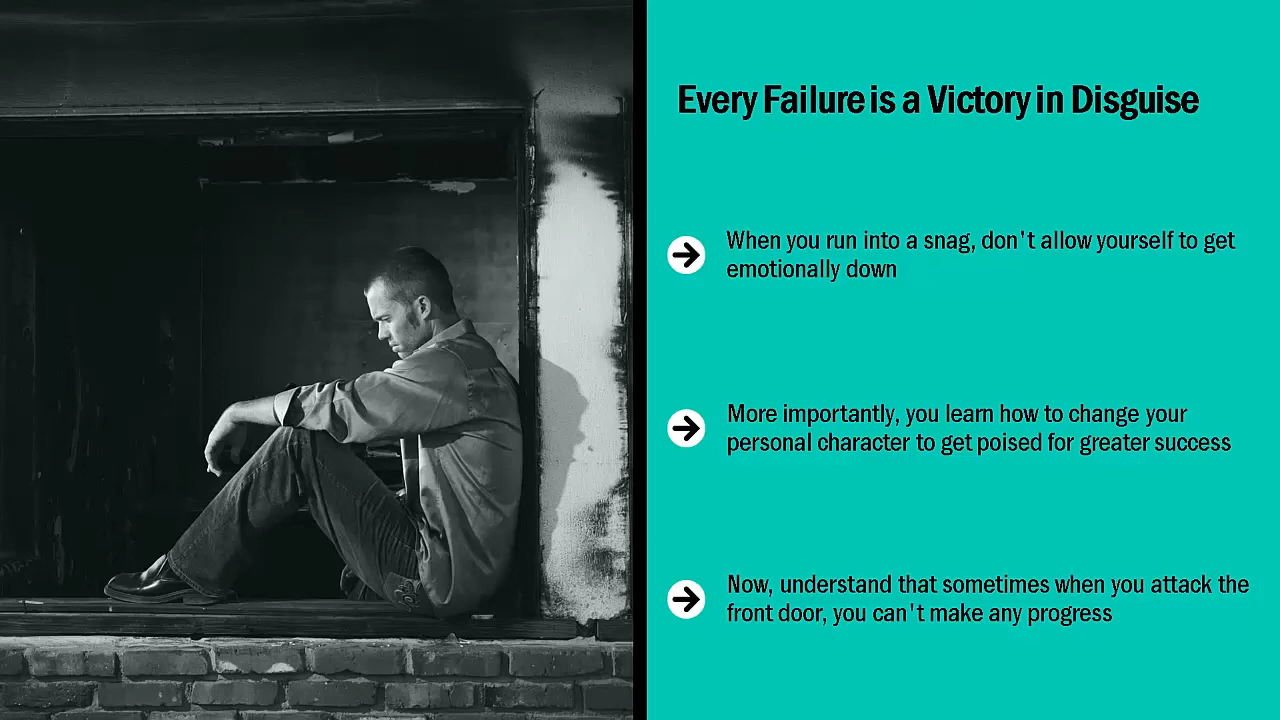 Every Failure is a Victory in Disguise
When you run into a snag, don't allow yourself to get
emotionally down
More importantly, you learn how to change your
personal character to get poised for greater success
Now, understand that sometimes when you attack the
front door, you can't make any progress